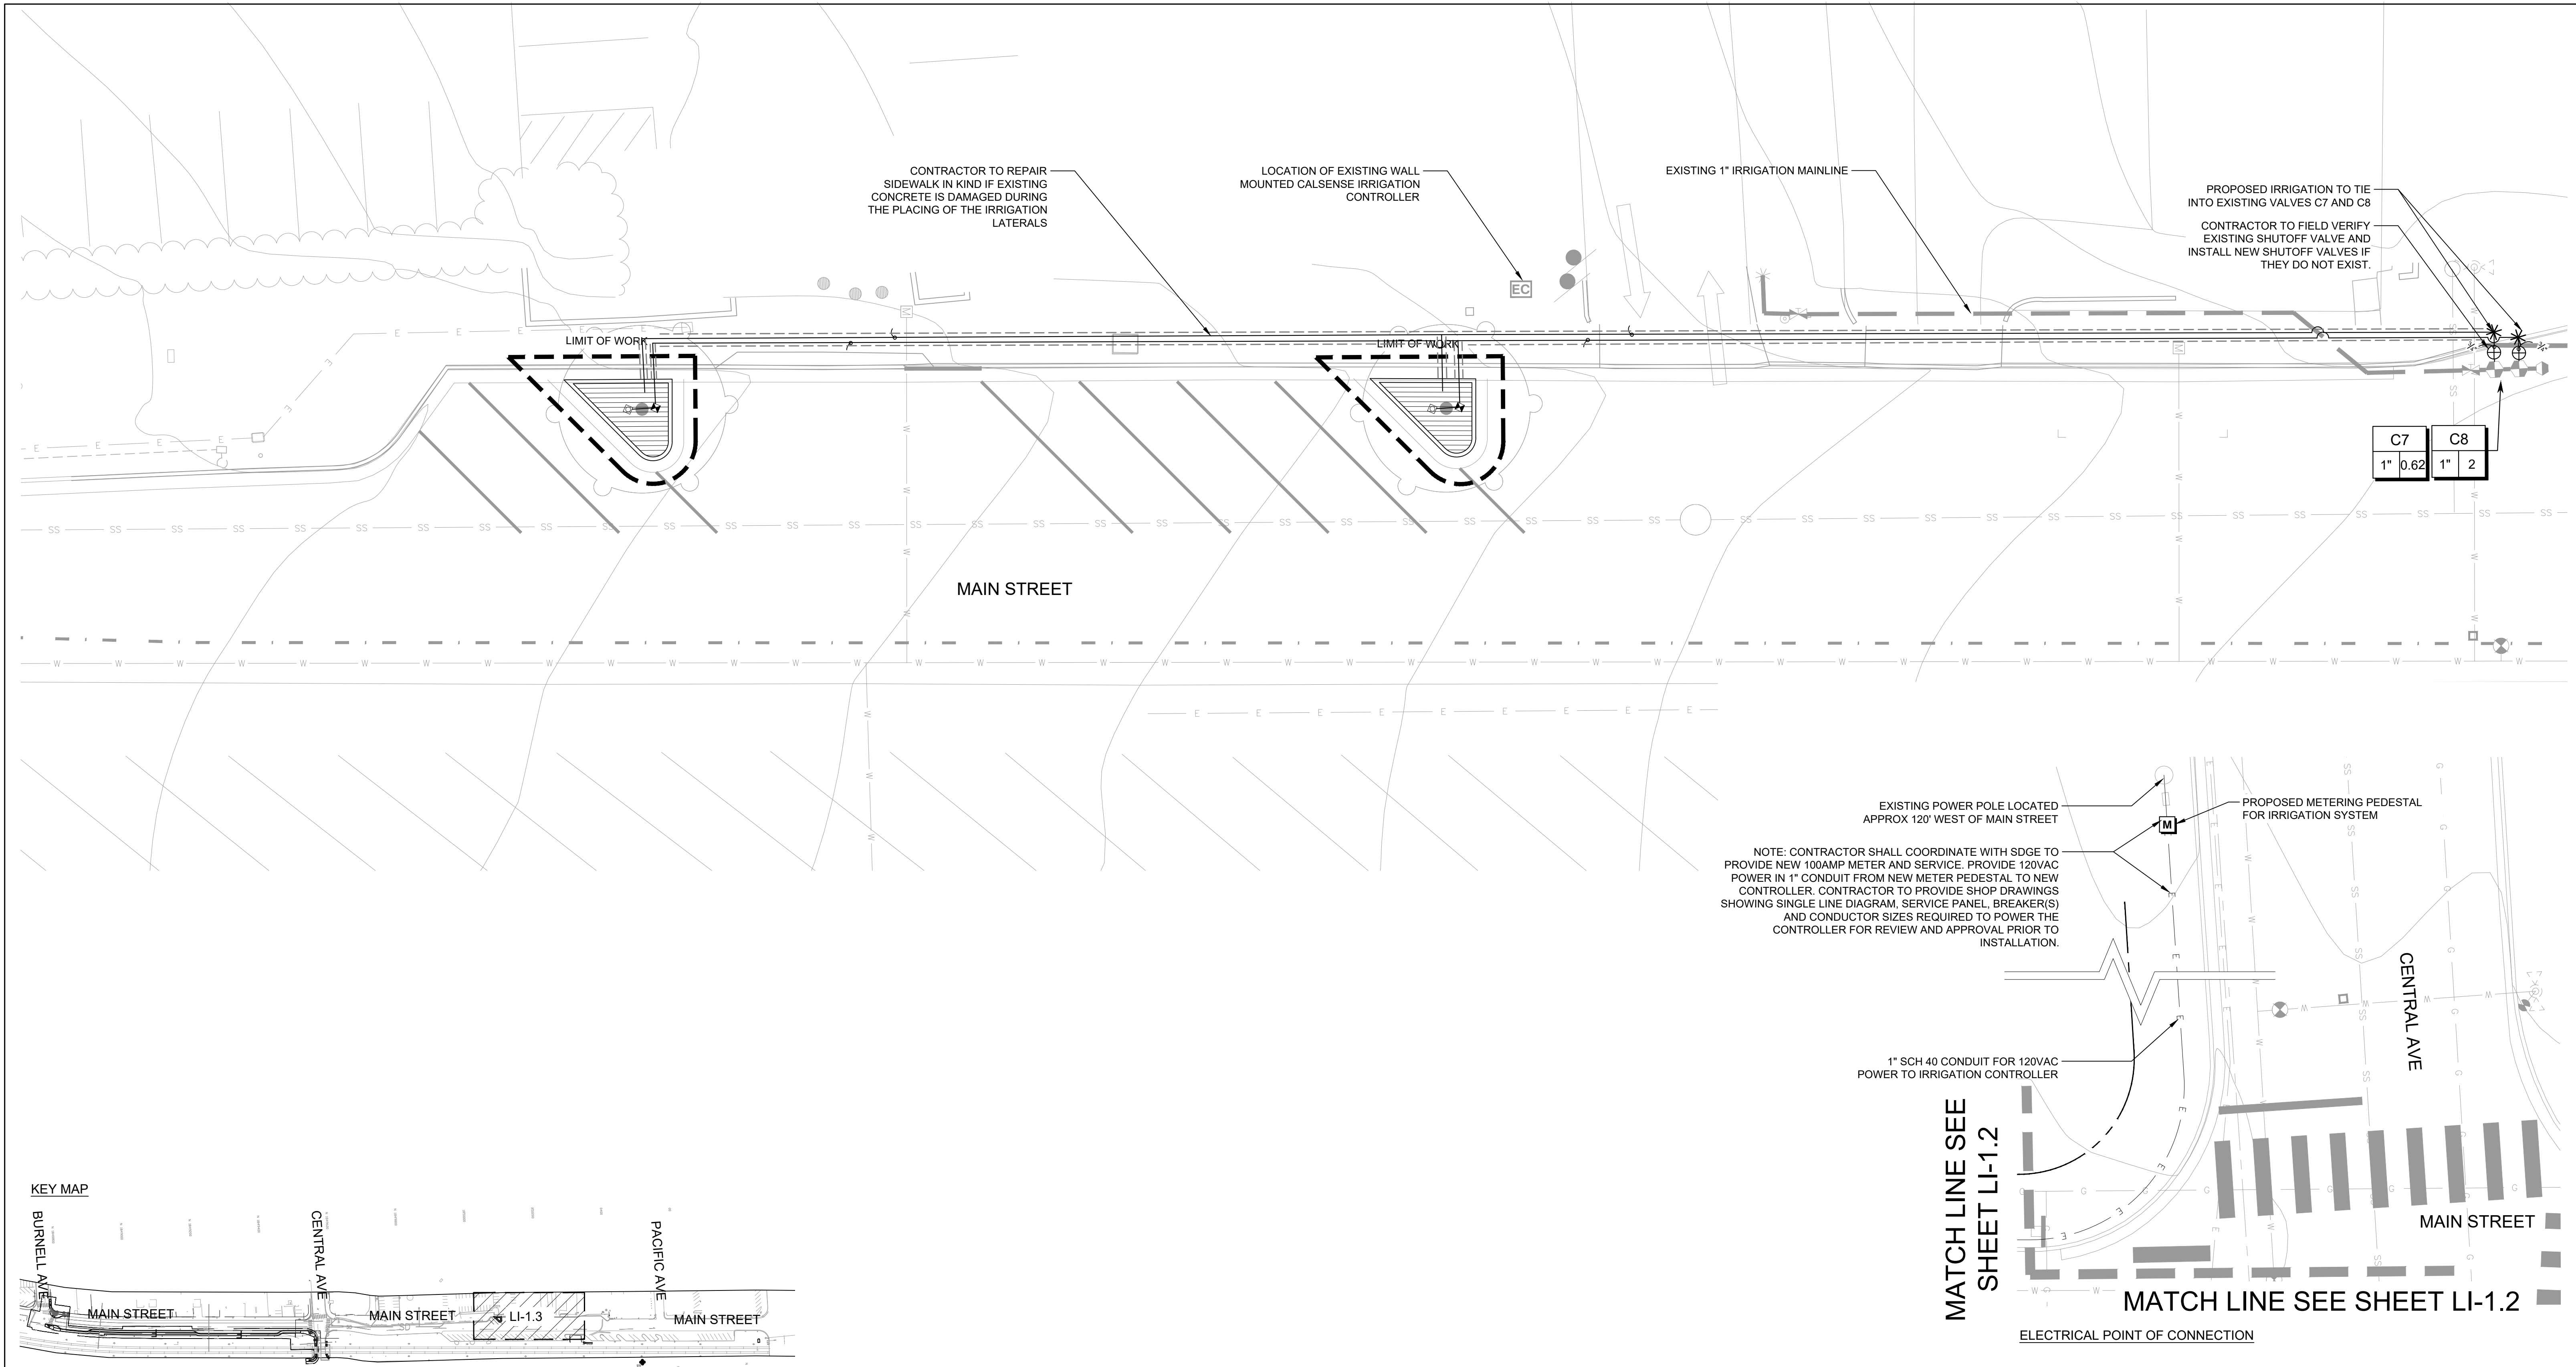 CONTRACTOR TO REPAIR
SIDEWALK IN KIND IF EXISTING
CONCRETE IS DAMAGED DURING
THE PLACING OF THE IRRIGATION
LATERALS
LOCATION OF EXISTING WALL
MOUNTED CALSENSE IRRIGATION
CONTROLLER
EXISTING 1" IRRIGATION MAINLINE
PROPOSED IRRIGATION TO TIE
INTO EXISTING VALVES C7 AND C8
CONTRACTOR TO FIELD VERIFY
EXISTING SHUTOFF VALVE AND
INSTALL NEW SHUTOFF VALVES IF
THEY DO NOT EXIST.
EC
LIMIT OF WORK
LIMIT OF WORK
C7
1" 0.62
C8
1" 2
MAIN STREET
EXISTING POWER POLE LOCATED
APPROX 120' WEST OF MAIN STREET
PROPOSED METERING PEDESTAL
FOR IRRIGATION SYSTEM
M
NOTE: CONTRACTOR SHALL COORDINATE WITH SDGE TO
PROVIDE NEW 100AMP METER AND SERVICE. PROVIDE 120VAC
POWER IN 1" CONDUIT FROM NEW METER PEDESTAL TO NEW
CONTROLLER. CONTRACTOR TO PROVIDE SHOP DRAWINGS
SHOWING SINGLE LINE DIAGRAM, SERVICE PANEL, BREAKER(S)
AND CONDUCTOR SIZES REQUIRED TO POWER THE
CONTROLLER FOR REVIEW AND APPROVAL PRIOR TO
INSTALLATION.
CENTRAL AVE
1" SCH 40 CONDUIT FOR 120VAC
POWER TO IRRIGATION CONTROLLER
MATCH LINE SEE
SHEET LI-1.2
MAIN STREET
MATCH LINE SEE SHEET LI-1.2
ELECTRICAL POINT OF CONNECTION
KEY MAP
BURNELL AVE
CENTRAL AVE
PACIFIC AVE
MAIN STREET
MAIN STREET
LI-1.3
MAIN STREET